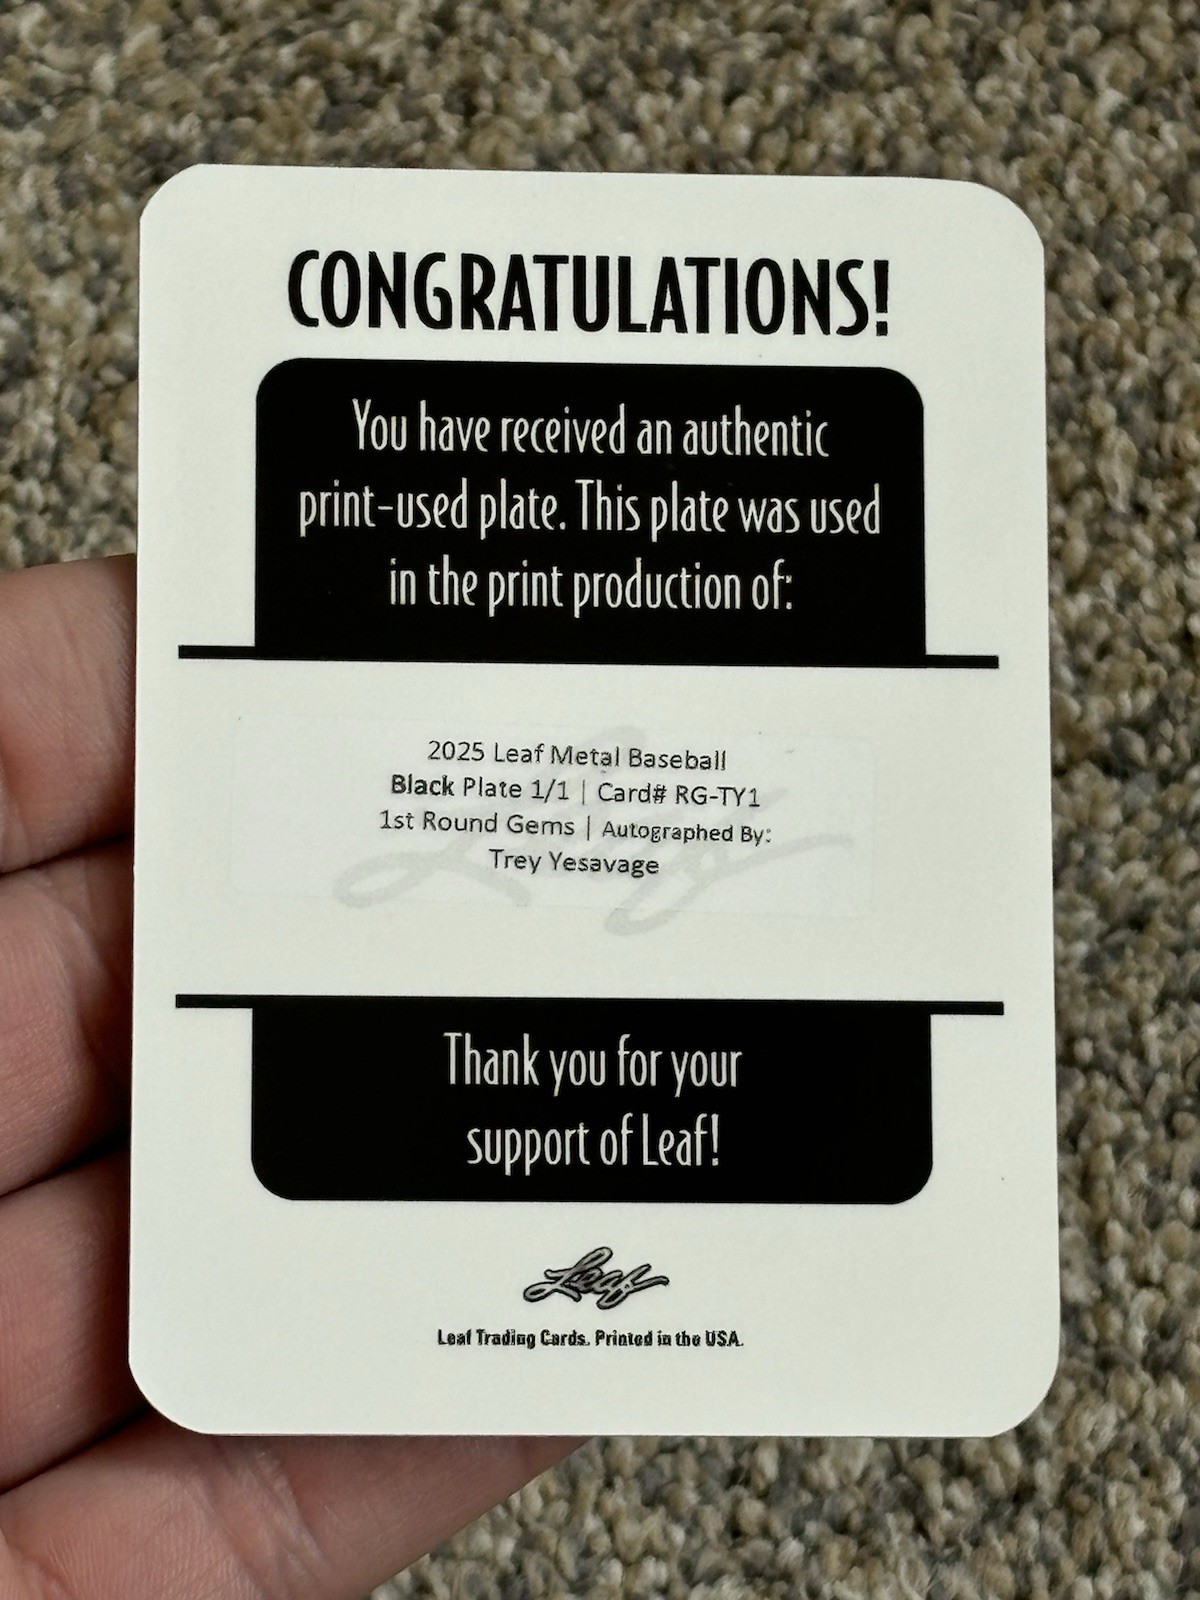 CONGRATULATIONS!
You have received an authentic
print-used plate. This plate was used
in the print production of:
2025 Leaf Metal Baseball
Black Plate 1/1 | Card# RG-TY1
1st Round Gems | Autographed By:
Trey Yesavage
Thank you for your
support of Leaf!
Leaf
Leaf Trading Cards. Printed in the USA.